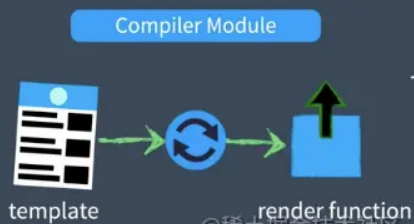 Compiler Module
template
render function